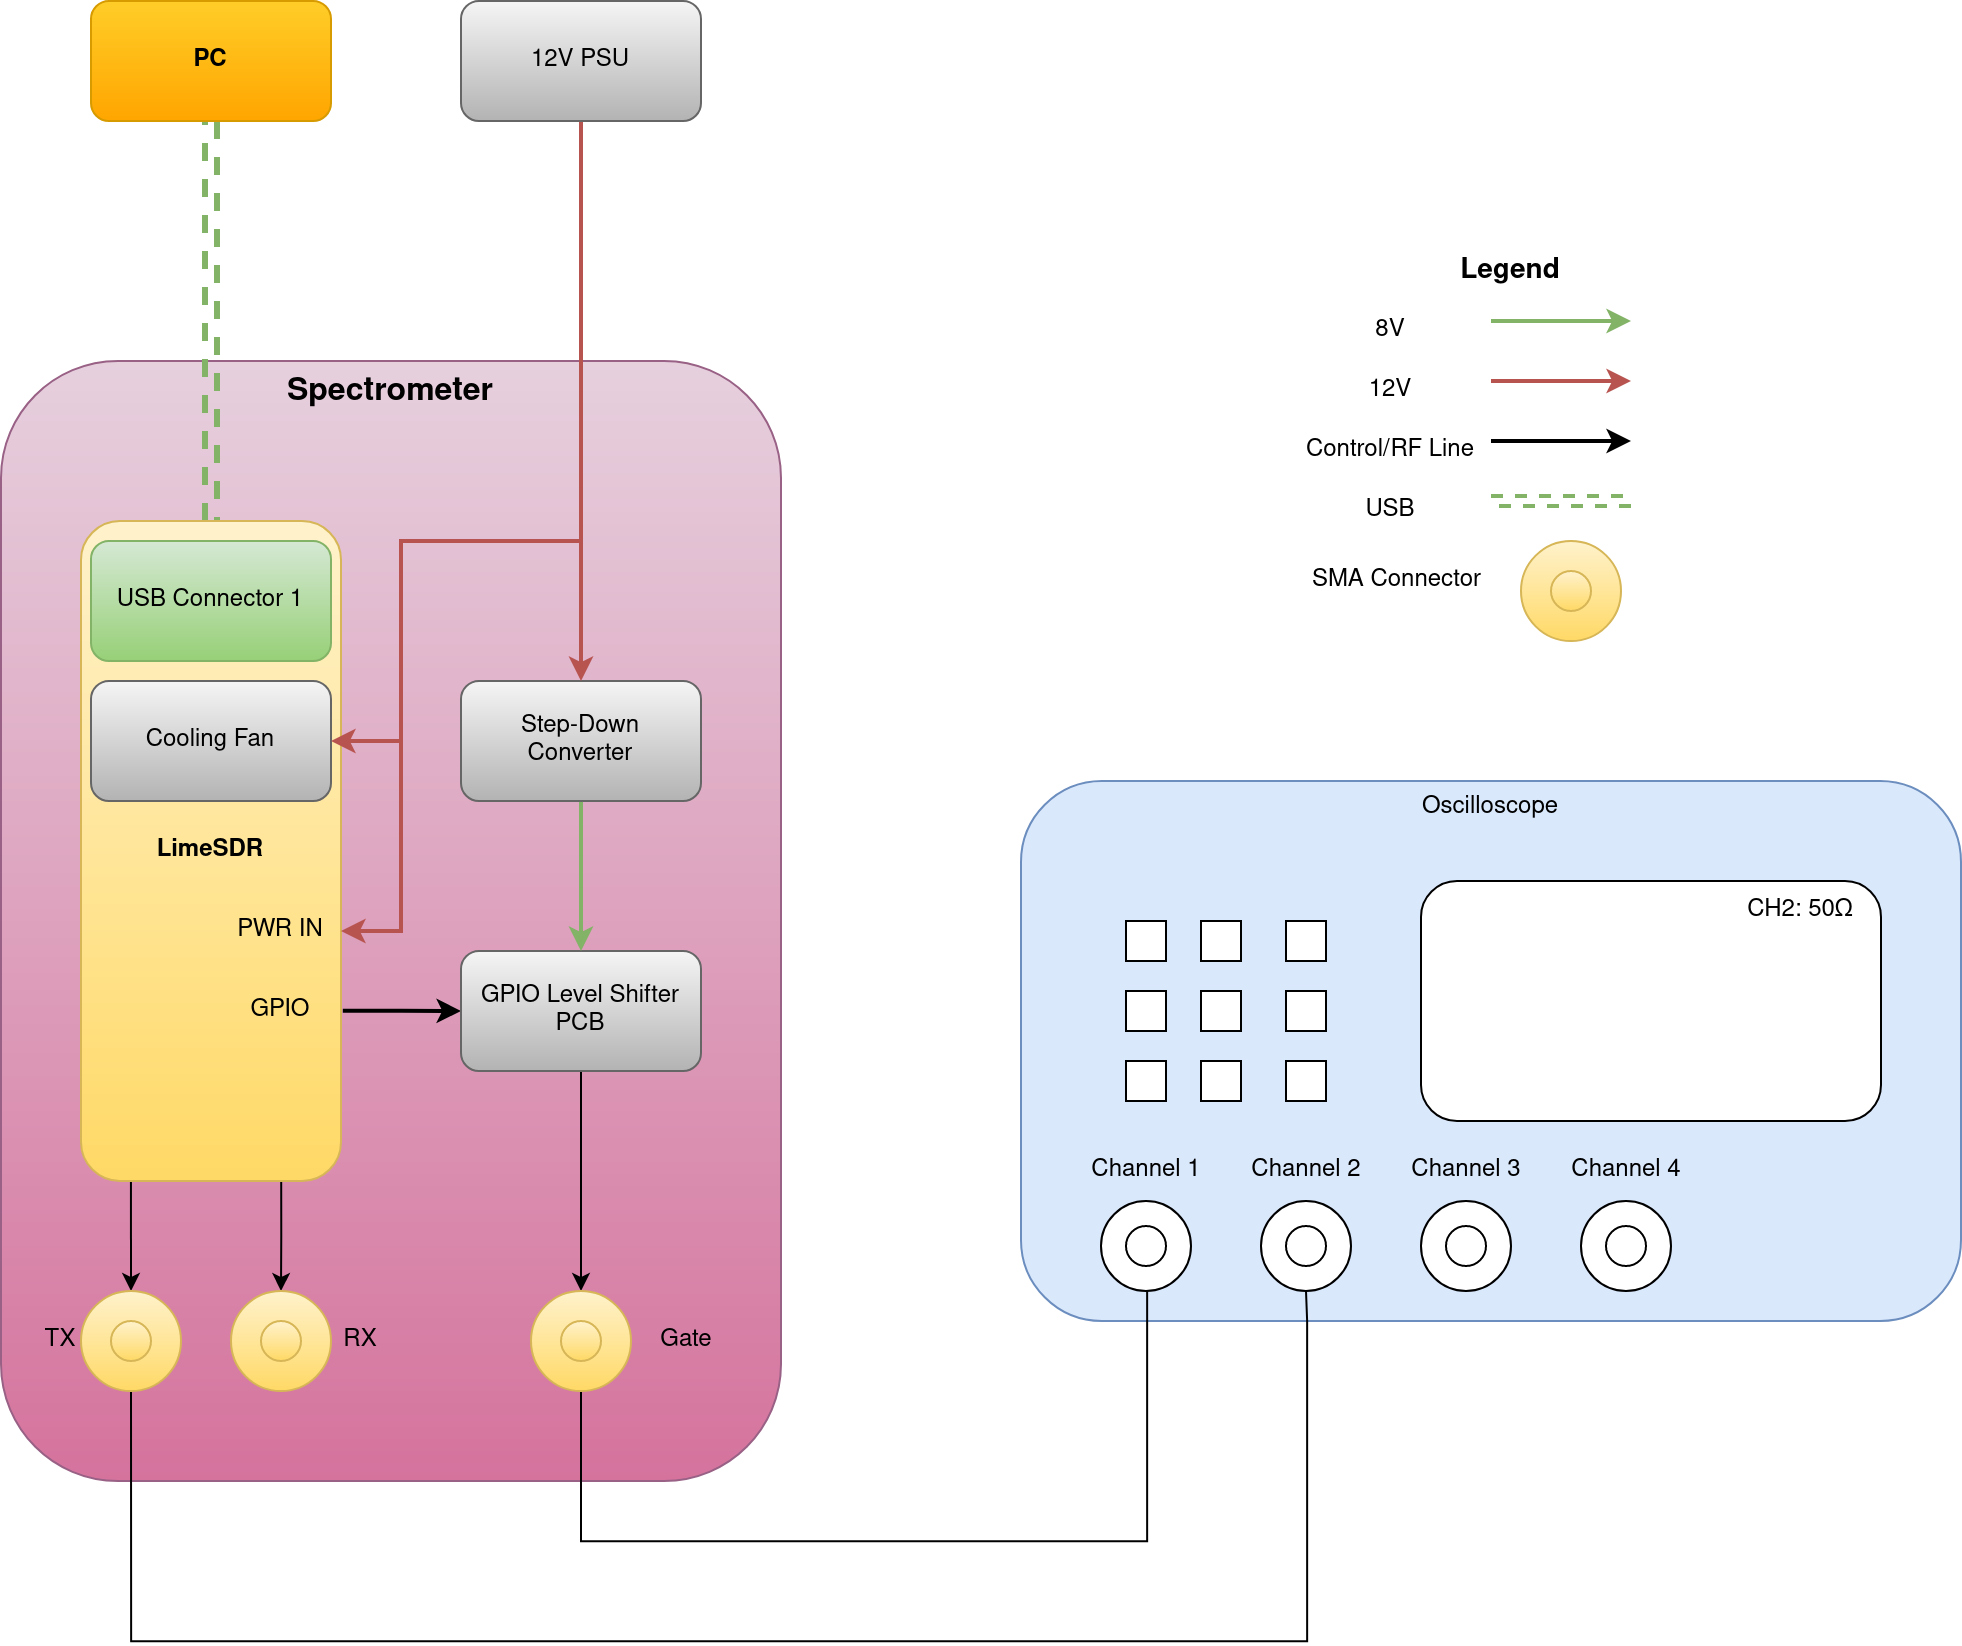 PC
12V PSU
Legend
8V
12V
Control/RF Line
USB
SMA Connector
Spectrometer
USB Connector 1
Cooling Fan
Step-Down
Converter
LimeSDR
PWR IN
GPIO
GPIO Level Shifter
PCB
TX
RX
Gate
Oscilloscope
CH2: 50Ω
Channel 1
Channel 2
Channel 3
Channel 4